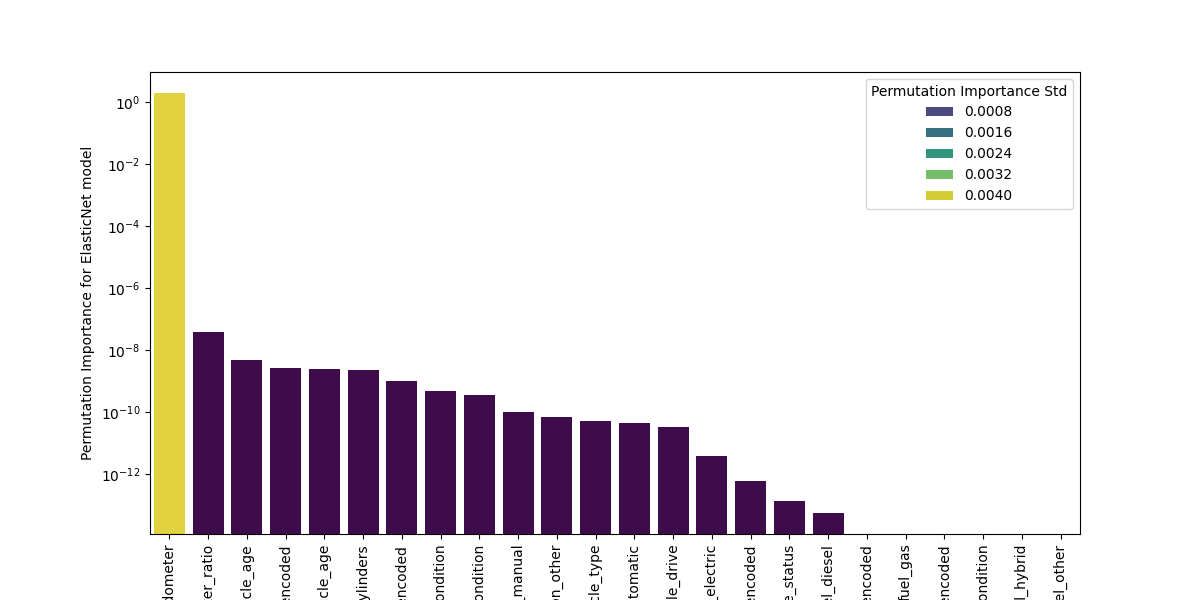 Permutation Importance for ElasticNet model
10^0
10^-2
10^-4
10^-6
10^-8
10^-10
10^-12
Permutation Importance Std
0.0008
0.0016
0.0024
0.0032
0.0040
dometer
er_ratio
cle_age
encoded
cle_age
ylinders
encoded
ondition
ondition
_manual
on_other
cle_type
tomatic
le_drive
_electric
encoded
e_status
el_diesel
encoded
fuel_gas
encoded
ondition
l_hybrid
el_other